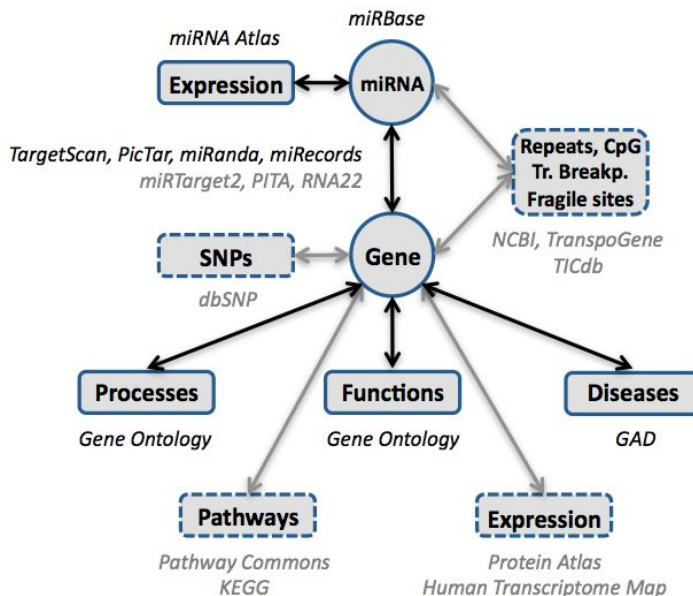 miRBase
miRNA Atlas
Expression
miRNA
TargetScan, PicTar, miRanda, miRecords
miRTarget2, PITA, RNA22
Repeats, CpG
Tr. Breakp.
Fragile sites
NCBI, TranspoGene
TICdb
SNPs
dbSNP
Gene
Processes
Gene Ontology
Functions
Gene Ontology
Diseases
GAD
Pathways
Pathway Commons
KEGG
Expression
Protein Atlas
Human Transcriptome Map